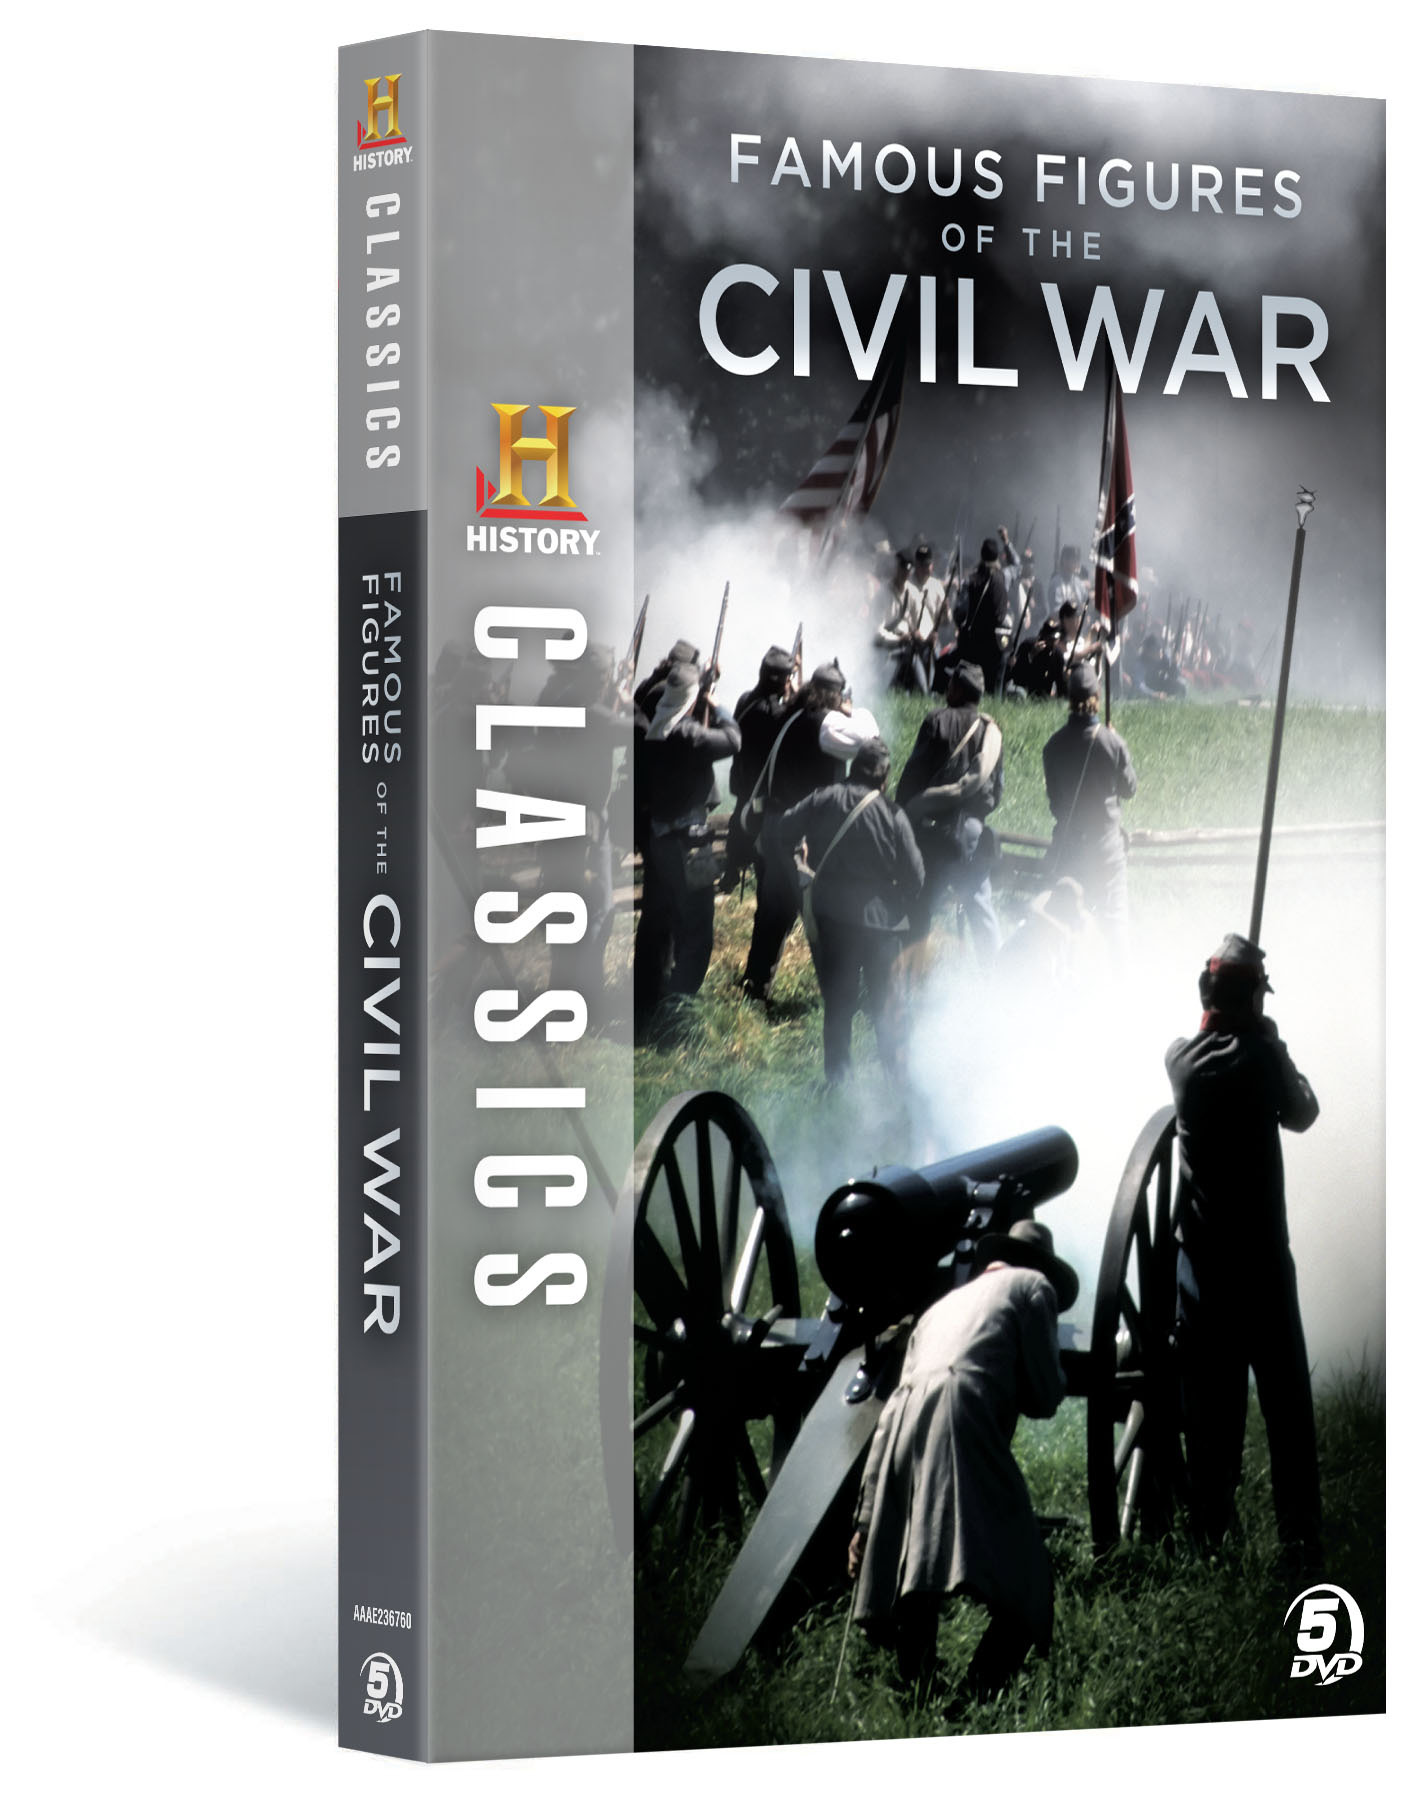 H
HISTORY
CLASSICS
FAMOUS
FIGURES
OF THE
CIVIL WAR
AAAE236760
5
DVD
H
HISTORY
CLASSICS
FAMOUS FIGURES
OF THE
CIVIL WAR
5
DVD